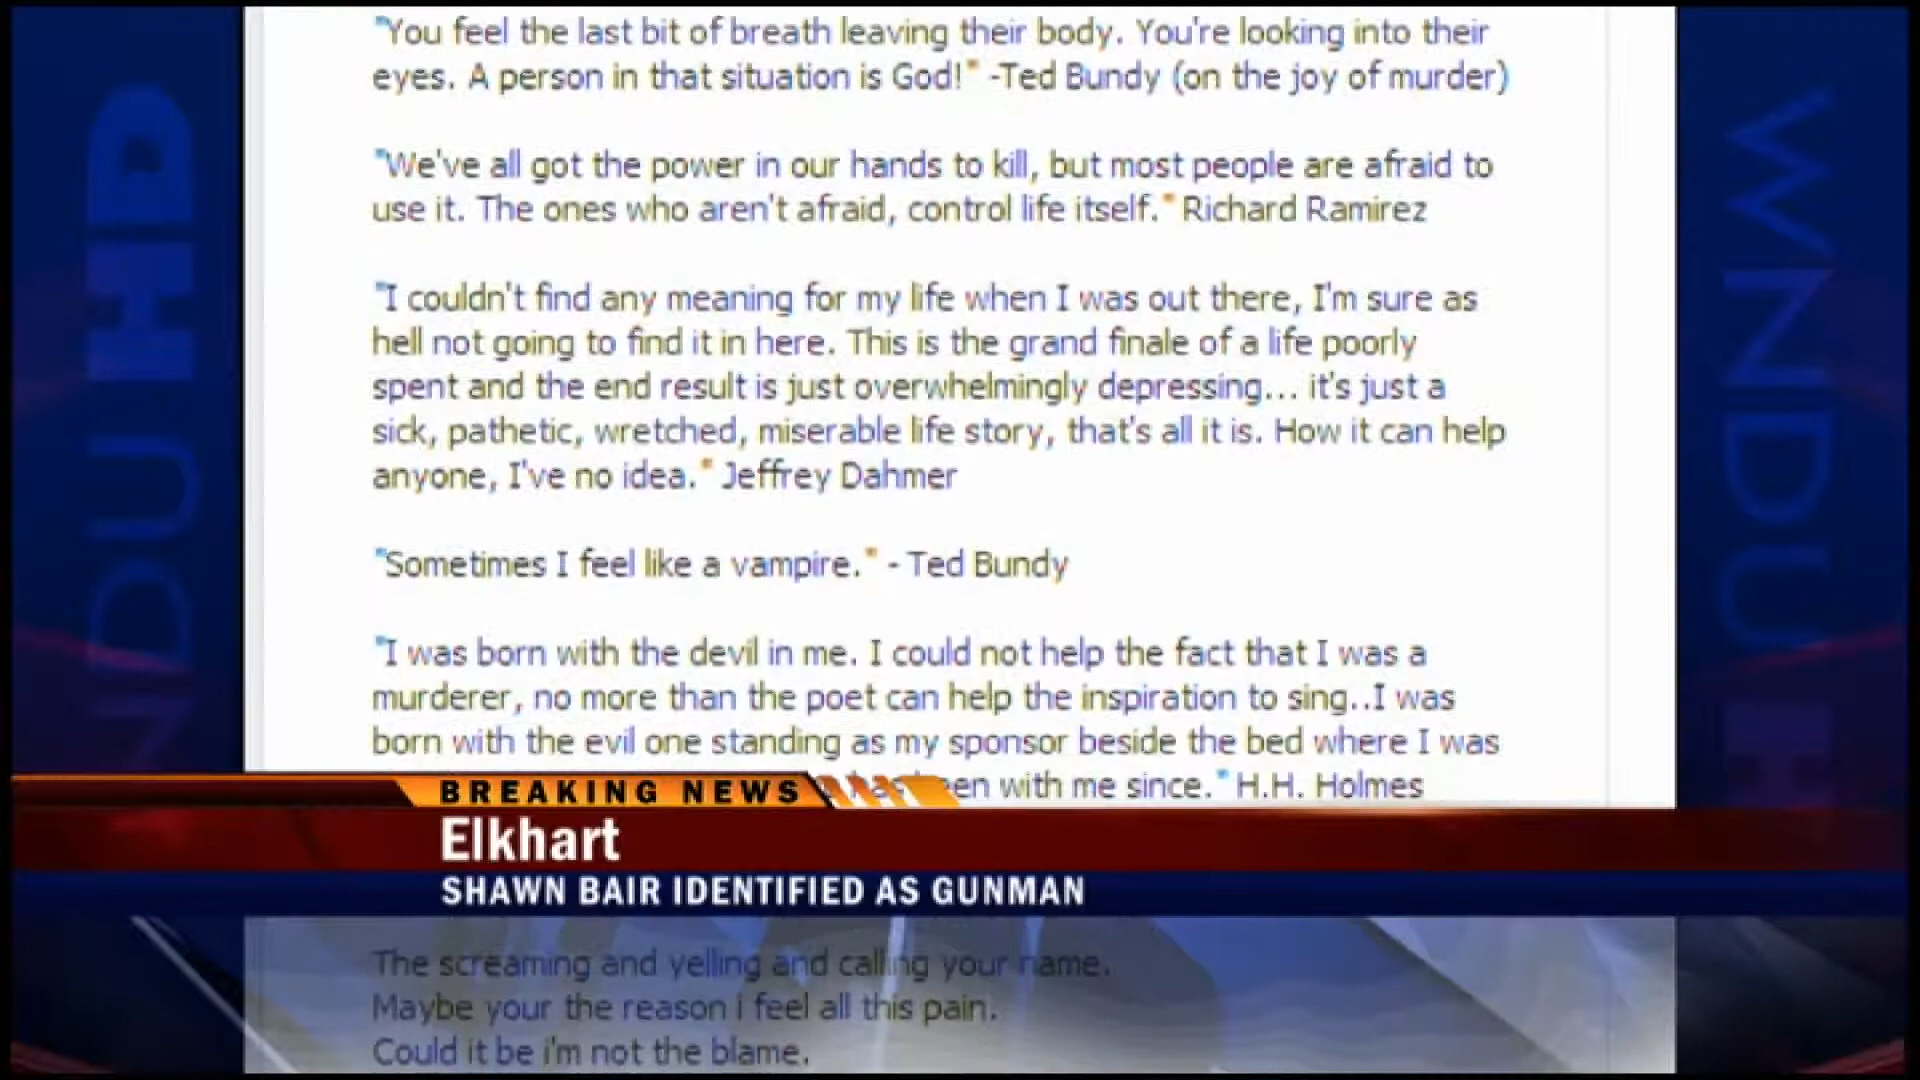 "You feel the last bit of breath leaving their body. You're looking into their
eyes. A person in that situation is God!" -Ted Bundy (on the joy of murder)
"We've all got the power in our hands to kill, but most people are afraid to
use it. The ones who aren't afraid, control life itself." Richard Ramirez
"I couldn't find any meaning for my life when I was out there, I'm sure as
hell not going to find it in here. This is the grand finale of a life poorly
spent and the end result is just overwhelmingly depressing... it's just a
sick, pathetic, wretched, miserable life story, that's all it is. How it can help
anyone, I've no idea." Jeffrey Dahmer
"Sometimes I feel like a vampire." - Ted Bundy
"I was born with the devil in me. I could not help the fact that I was a
murderer, no more than the poet can help the inspiration to sing..I was
born with the evil one standing as my sponsor beside the bed where I was
with me since." H.H. Holmes
BREAKING NEWS
Elkhart
SHAWN BAIR IDENTIFIED AS GUNMAN
The screaming and yelling and calling your name.
Maybe your the reason i feel all this pain.
Could it be i'm not the blame.
WNDU HD
WNDU H